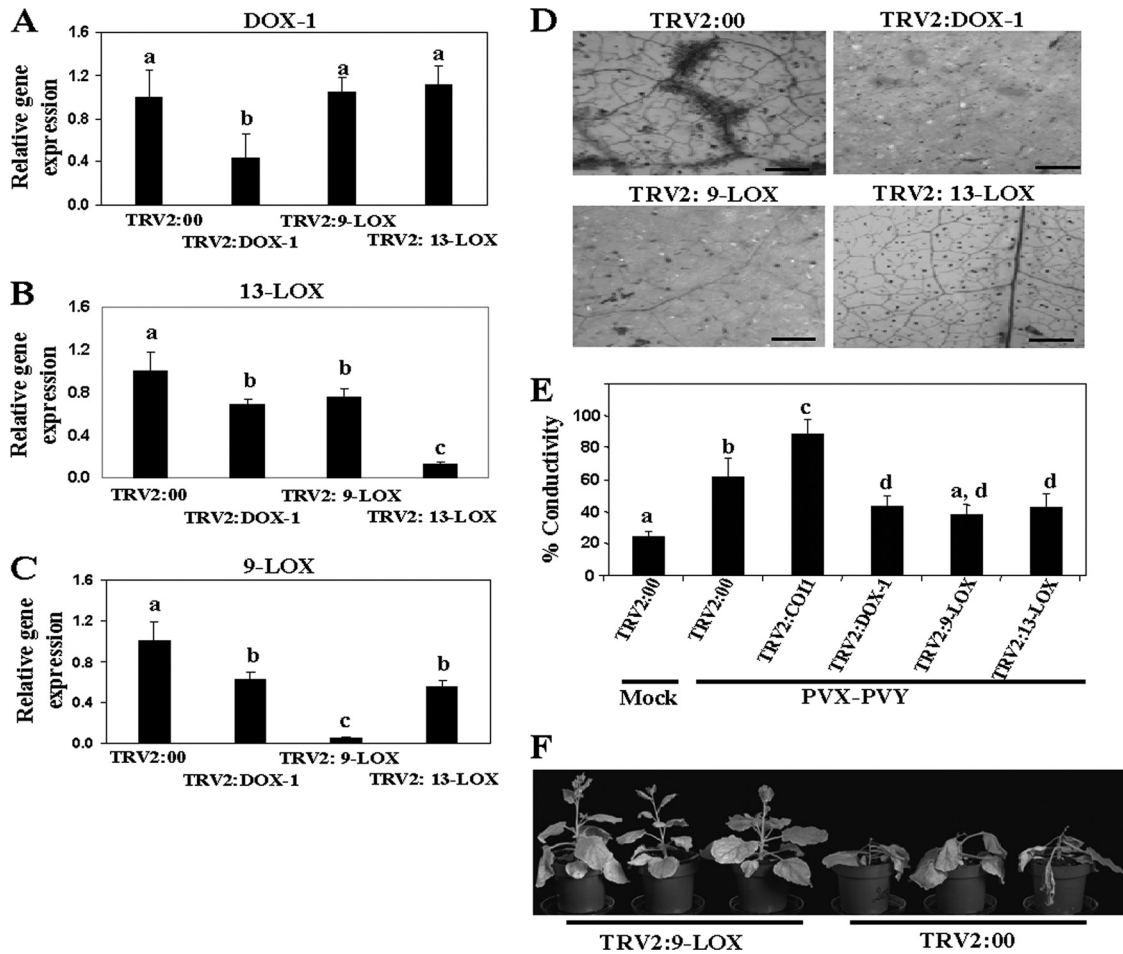 A
DOX-1
Relative gene
expression
1.6
1.2
0.8
0.4
0.0
a
b
a
a
TRV2:00
TRV2:DOX-1
TRV2:9-LOX
TRV2: 13-LOX
B
13-LOX
Relative gene
expression
1.6
1.2
0.8
0.4
0.0
a
b
b
c
TRV2:00
TRV2:DOX-1
TRV2: 9-LOX
TRV2: 13-LOX
C
9-LOX
Relative gene
expression
1.6
1.2
0.8
0.4
0.0
a
b
c
b
TRV2:00
TRV2:DOX-1
TRV2: 9-LOX
TRV2: 13-LOX
D
TRV2:00
TRV2:DOX-1
TRV2: 9-LOX
TRV2: 13-LOX
E
% Conductivity
100
80
60
40
20
0
a
b
c
d
a, d
d
TRV2:00
TRV2:00
TRV2:COI1
TRV2:DOX-1
TRV2:9-LOX
TRV2:13-LOX
Mock
PVX-PVY
F
TRV2:9-LOX
TRV2:00